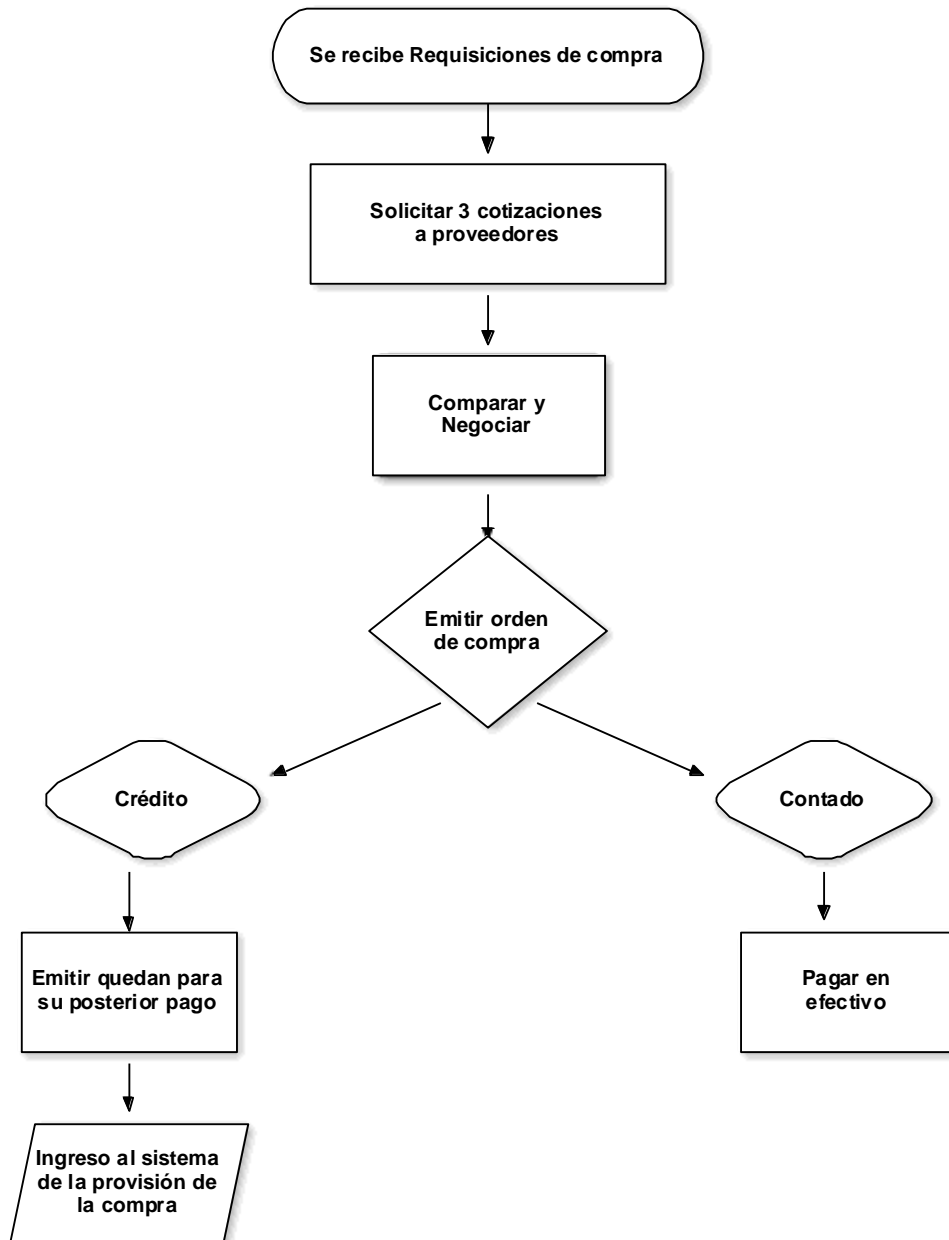 Se recibe Requisiciones de compra
Solicitar 3 cotizaciones
a proveedores
Comparar y
Negociar
Emitir orden
de compra
Crédito
Contado
Emitir quedan para
su posterior pago
Pagar en
efectivo
Ingreso al sistema
de la provisión de
la compra